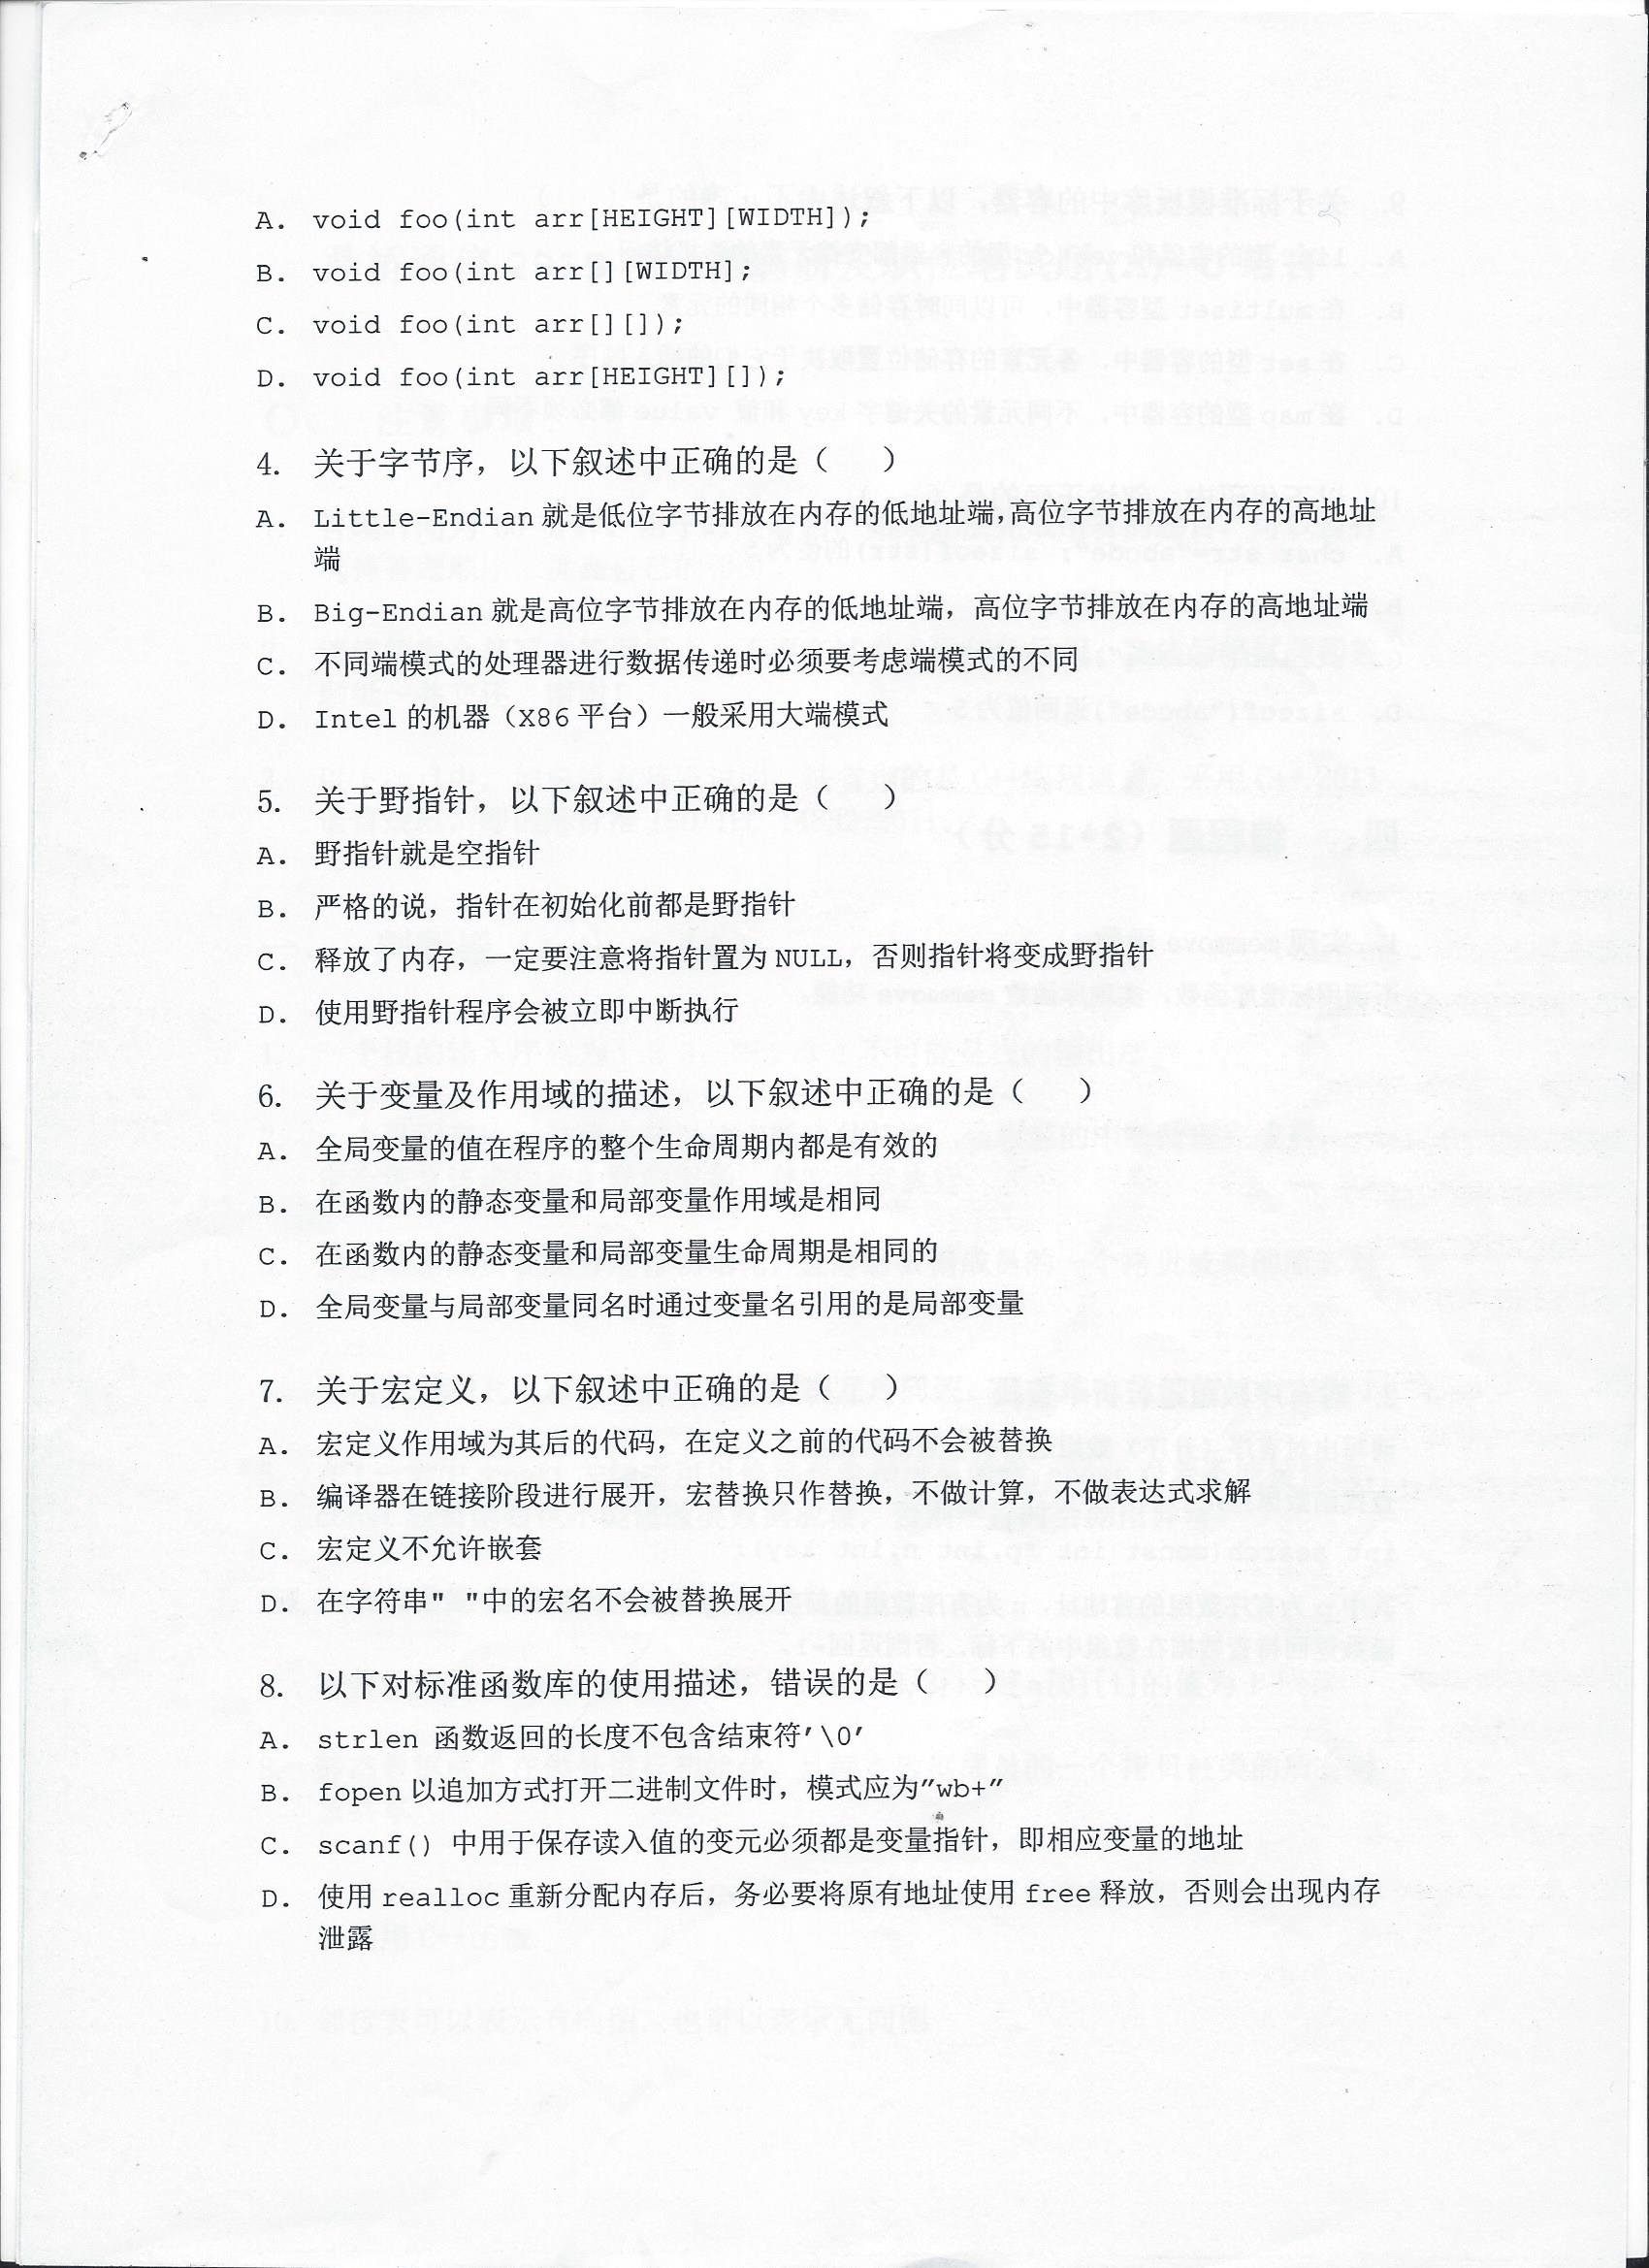 A. void foo(int arr[HEIGHT][WIDTH]);
B. void foo(int arr[][WIDTH];
C. void foo(int arr[][]);
D. void foo(int arr[HEIGHT][]);
4. 关于字节序，以下叙述中正确的是（ ）
A. Little-Endian 就是低位字节排放在内存的低地址端,高位字节排放在内存的高地址
端
B. Big-Endian 就是高位字节排放在内存的低地址端，高位字节排放在内存的高地址端
C. 不同端模式的处理器进行数据传递时必须要考虑端模式的不同
D. Intel 的机器（X86 平台）一般采用大端模式
5. 关于野指针，以下叙述中正确的是（ ）
A. 野指针就是空指针
B. 严格的说，指针在初始化前都是野指针
C. 释放了内存，一定要注意将指针置为 NULL，否则指针将变成野指针
D. 使用野指针程序会被立即中断执行
6. 关于变量及作用域的描述，以下叙述中正确的是（ ）
A. 全局变量的值在程序的整个生命周期内都是有效的
B. 在函数内的静态变量和局部变量作用域是相同
C. 在函数内的静态变量和局部变量生命周期是相同的
D. 全局变量与局部变量同名时通过变量名引用的是局部变量
7. 关于宏定义，以下叙述中正确的是（ ）
A. 宏定义作用域为其后的代码，在定义之前的代码不会被替换
B. 编译器在链接阶段进行展开，宏替换只作替换，不做计算，不做表达式求解
C. 宏定义不允许嵌套
D. 在字符串" "中的宏名不会被替换展开
8. 以下对标准函数库的使用描述，错误的是（ ）
A. strlen 函数返回的长度不包含结束符′\0′
B. fopen 以追加方式打开二进制文件时，模式应为″wb+″
C. scanf() 中用于保存读入值的变元必须都是变量指针，即相应变量的地址
D. 使用 realloc 重新分配内存后，务必要将原有地址使用 free 释放，否则会出现内存
泄露